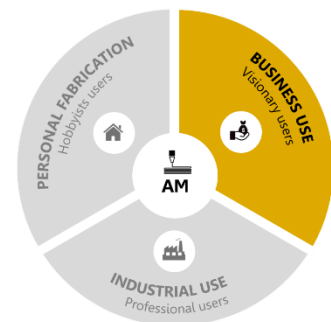 PERSONAL FABRICATION
Hobbyists users
BUSINESS USE
Visionary users
AM
INDUSTRIAL USE
Professional users